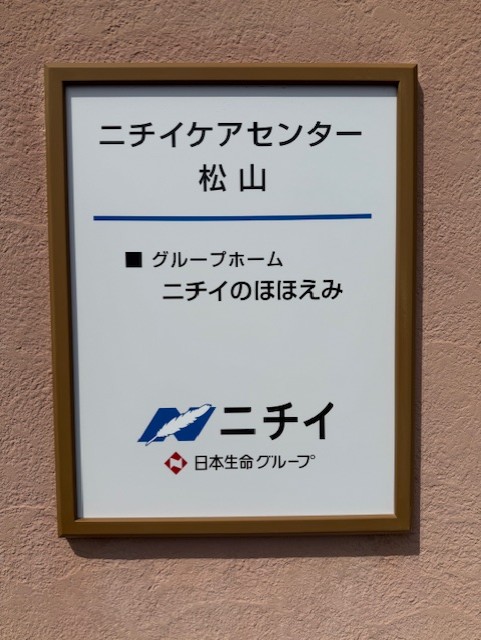 ニチイケアセンター
松山
■ グループホーム
ニチイのほほえみ
ニチイ
日本生命グループ